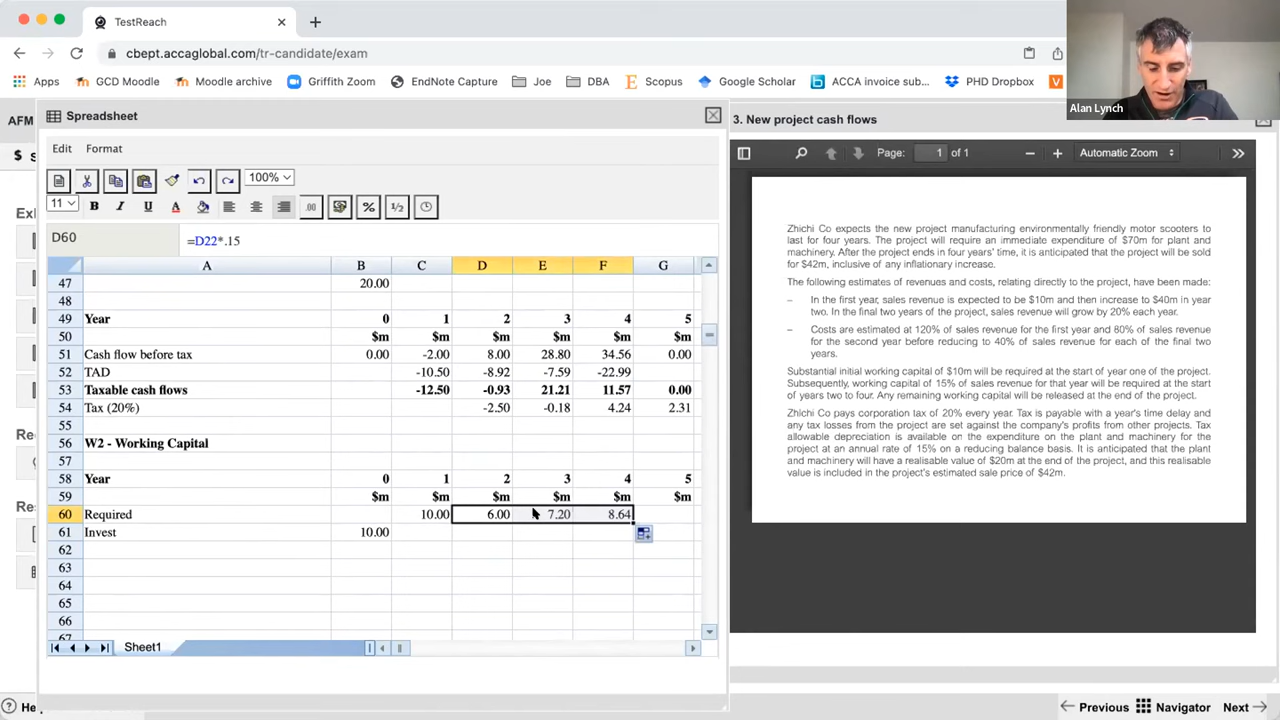 TestReach
cbept.accaglobal.com/tr-candidate/exam
Apps GCD Moodle Moodle archive Griffith Zoom EndNote Capture Joe DBA Scopus Google Scholar ACCA invoice sub... PHD Dropbox
Alan Lynch
AFM
Spreadsheet
3. New project cash flows
Edit Format
Page: 1 of 1 Automatic Zoom
100%
11 B I U A .00 % 1/2
D60 =D22*.15
A B C D E F G
47 20.00
48
49 Year 0 1 2 3 4 5
50 $m $m $m $m $m $m
51 Cash flow before tax 0.00 -2.00 8.00 28.80 34.56 0.00
52 TAD -10.50 -8.92 -7.59 -22.99
53 Taxable cash flows -12.50 -0.93 21.21 11.57 0.00
54 Tax (20%) -2.50 -0.18 4.24 2.31
55
56 W2 - Working Capital
57
58 Year 0 1 2 3 4 5
59 $m $m $m $m $m $m
60 Required 10.00 6.00 7.20 8.64
61 Invest 10.00
62
63
64
65
66
67
Sheet1
Zhichi Co expects the new project manufacturing environmentally friendly motor scooters to
last for four years. The project will require an immediate expenditure of $70m for plant and
machinery. After the project ends in four years' time, it is anticipated that the project will be sold
for $42m, inclusive of any inflationary increase.
The following estimates of revenues and costs, relating directly to the project, have been made:
– In the first year, sales revenue is expected to be $10m and then increase to $40m in year
two. In the final two years of the project, sales revenue will grow by 20% each year.
– Costs are estimated at 120% of sales revenue for the first year and 80% of sales revenue
for the second year before reducing to 40% of sales revenue for each of the final two
years.
Substantial initial working capital of $10m will be required at the start of year one of the project.
Subsequently, working capital of 15% of sales revenue for that year will be required at the start
of years two to four. Any remaining working capital will be released at the end of the project.
Zhichi Co pays corporation tax of 20% every year. Tax is payable with a year's time delay and
any tax losses from the project are set against the company's profits from other projects. Tax
allowable depreciation is available on the expenditure on the plant and machinery for the
project at an annual rate of 15% on a reducing balance basis. It is anticipated that the plant
and machinery will have a realisable value of $20m at the end of the project, and this realisable
value is included in the project's estimated sale price of $42m.
Previous Navigator Next